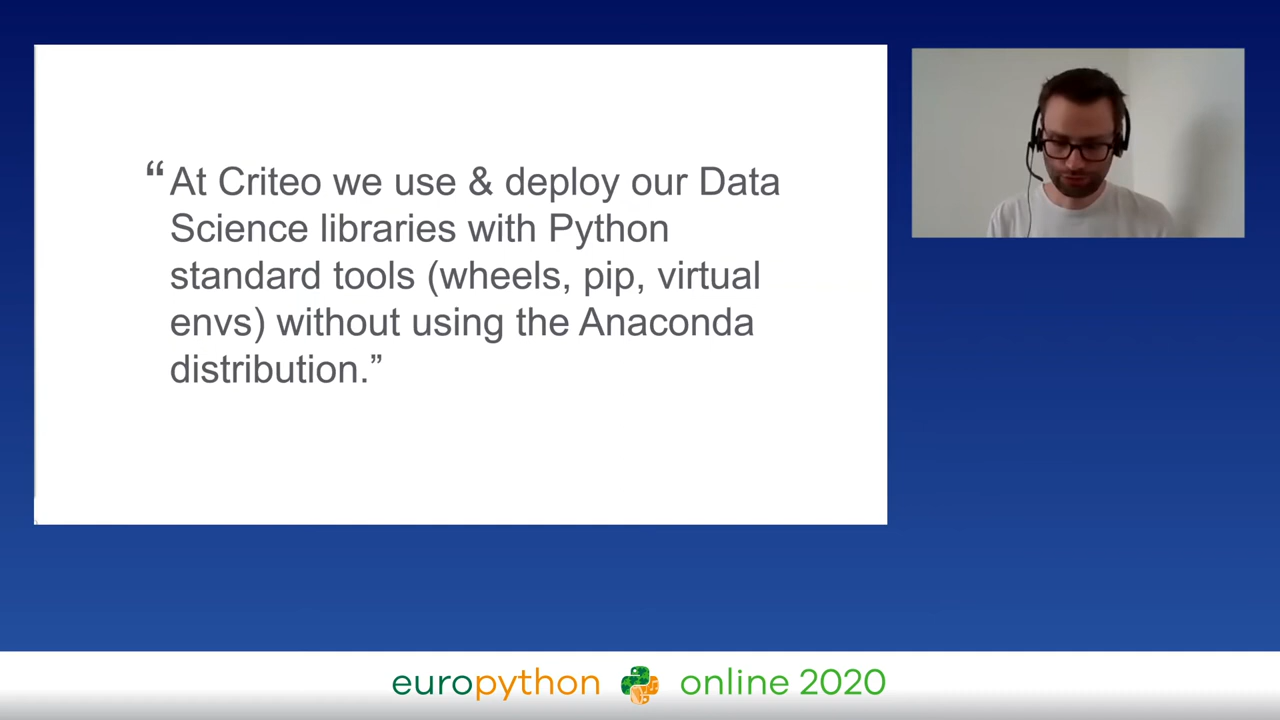 “At Criteo we use & deploy our Data
Science libraries with Python
standard tools (wheels, pip, virtual
envs) without using the Anaconda
distribution.”
europython online 2020